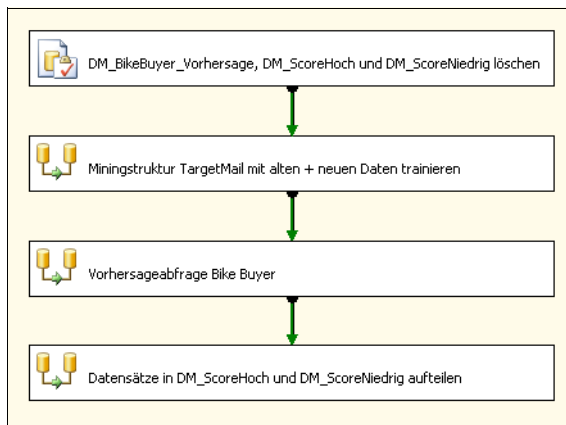 DM_BikeBuyer_Vorhersage, DM_ScoreHoch und DM_ScoreNiedrig löschen
Miningstruktur TargetMail mit alten + neuen Daten trainieren
Vorhersageabfrage Bike Buyer
Datensätze in DM_ScoreHoch und DM_ScoreNiedrig aufteilen